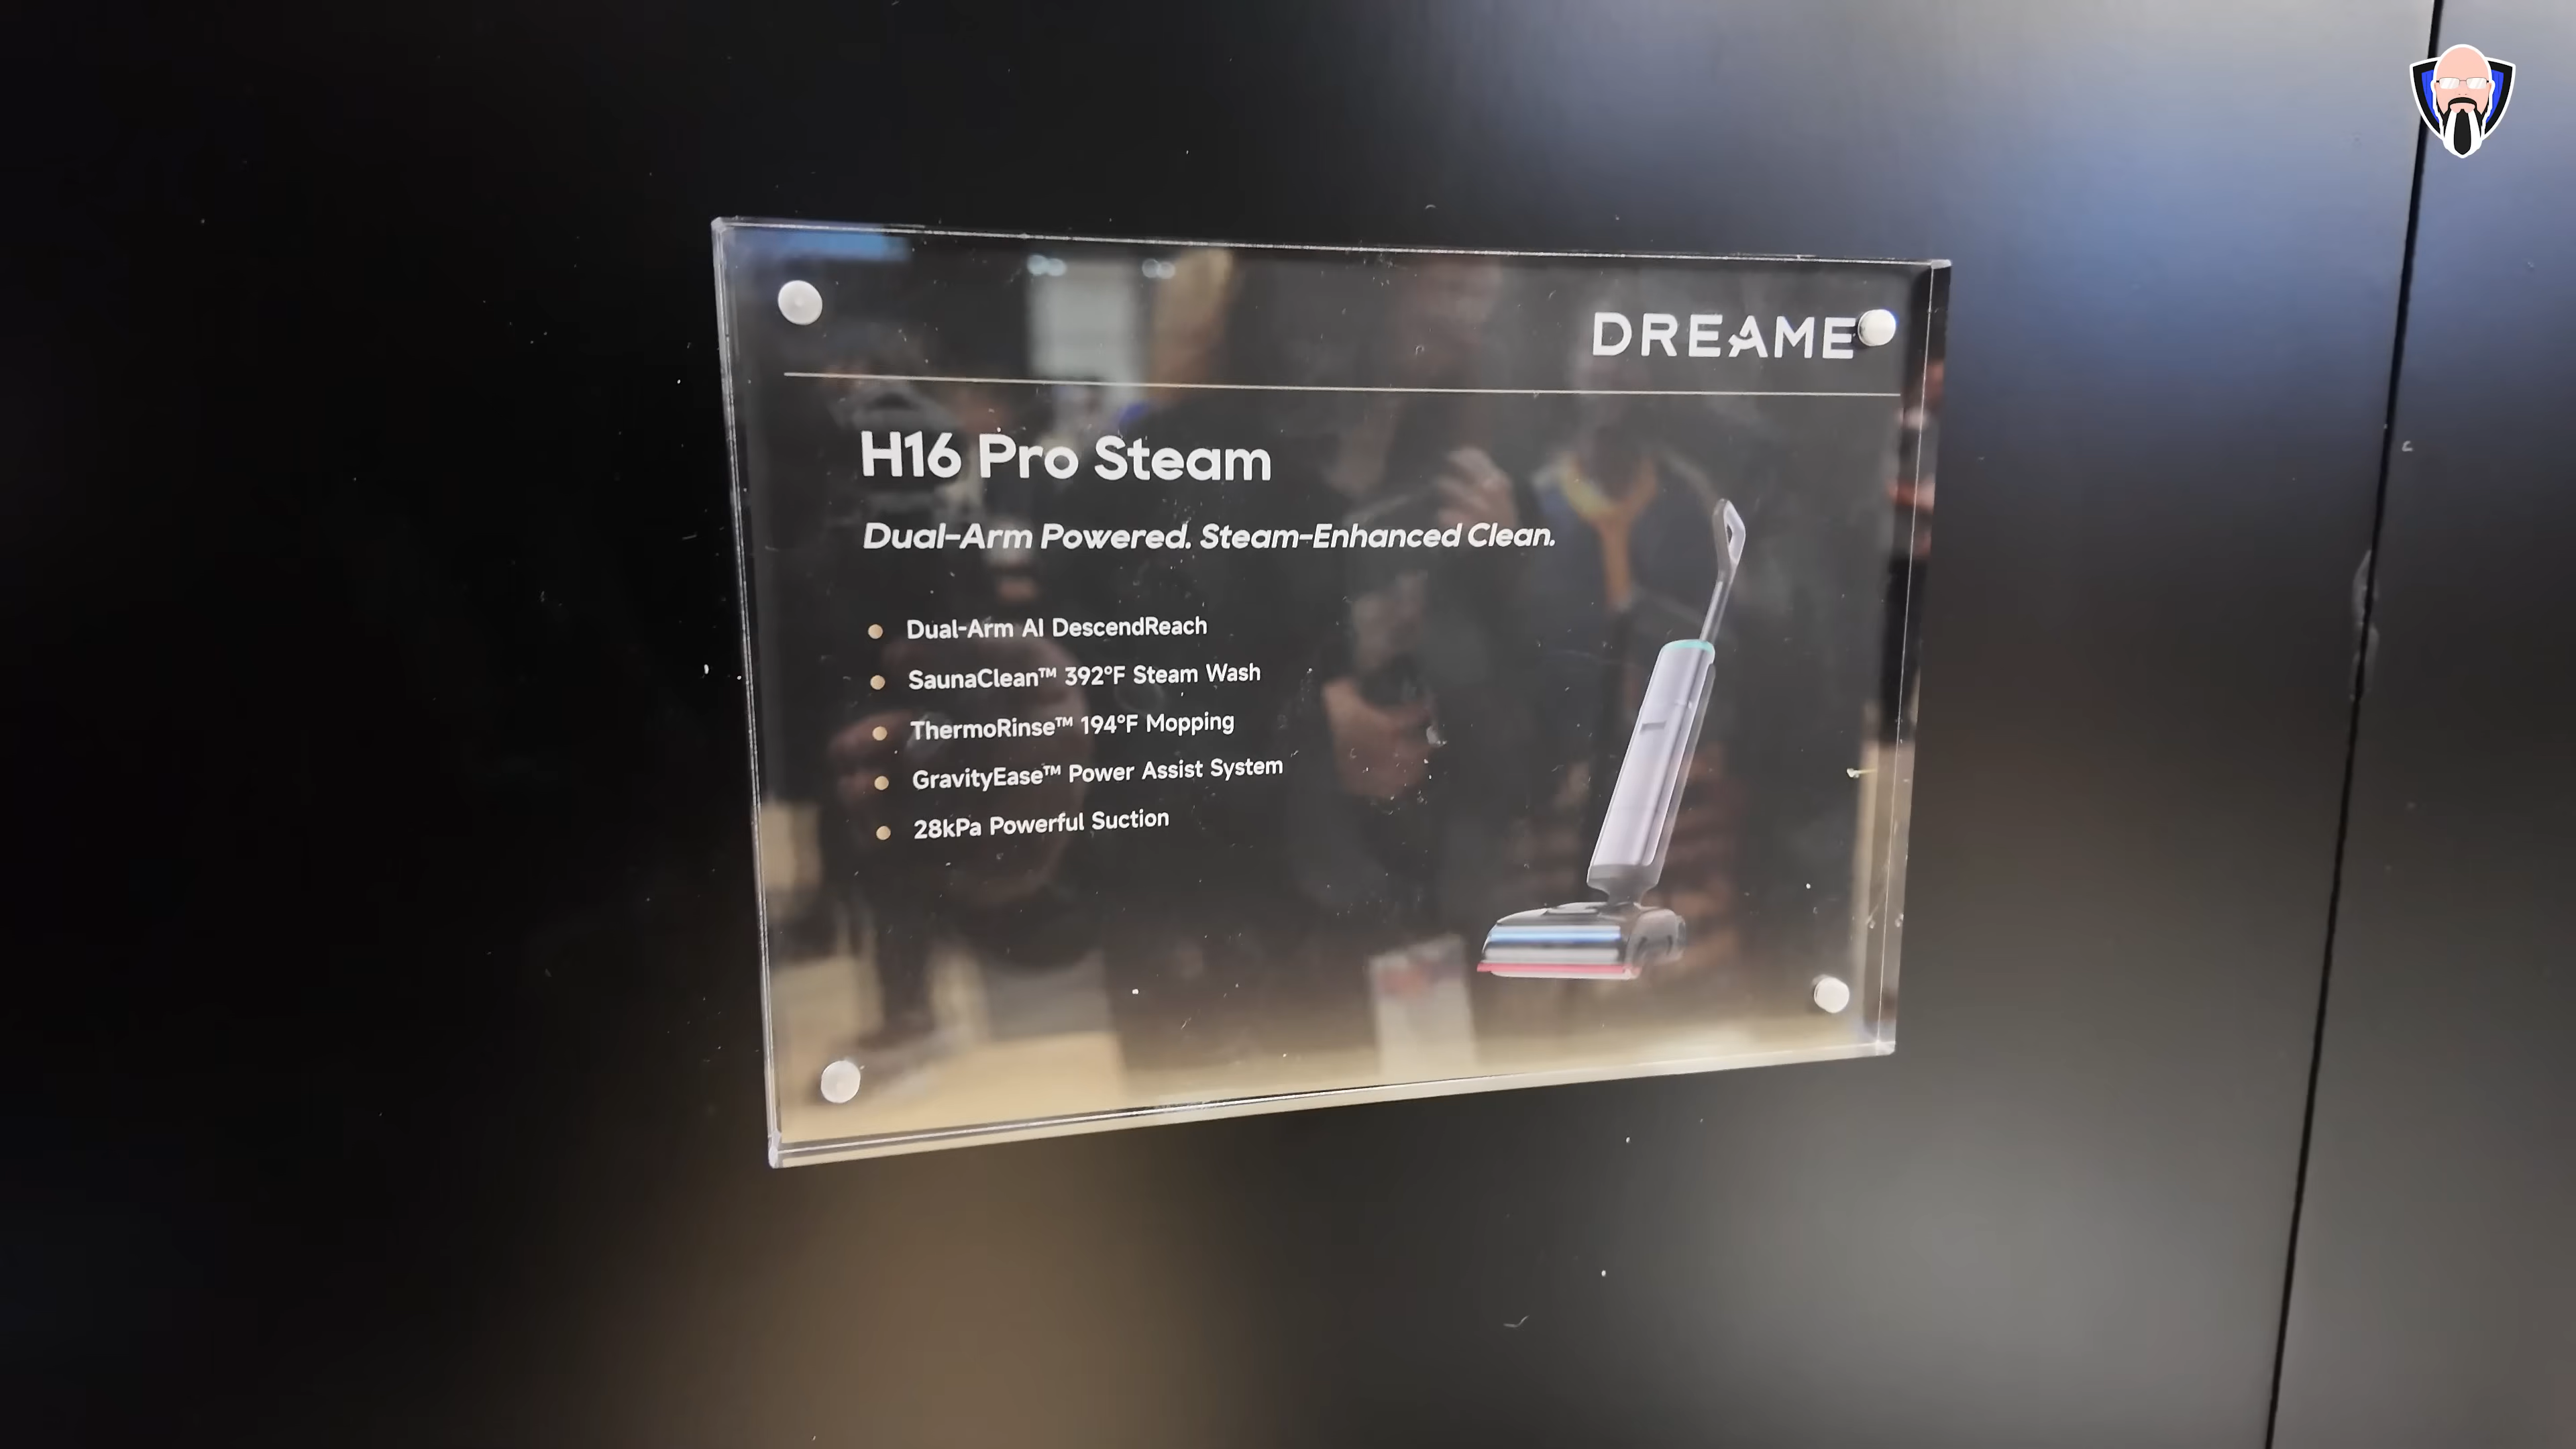 DREAME
H16 Pro Steam
Dual-Arm Powered. Steam-Enhanced Clean.
Dual-Arm AI DescendReach
SaunaClean™ 392°F Steam Wash
ThermoRinse™ 194°F Mopping
GravityEase™ Power Assist System
28kPa Powerful Suction